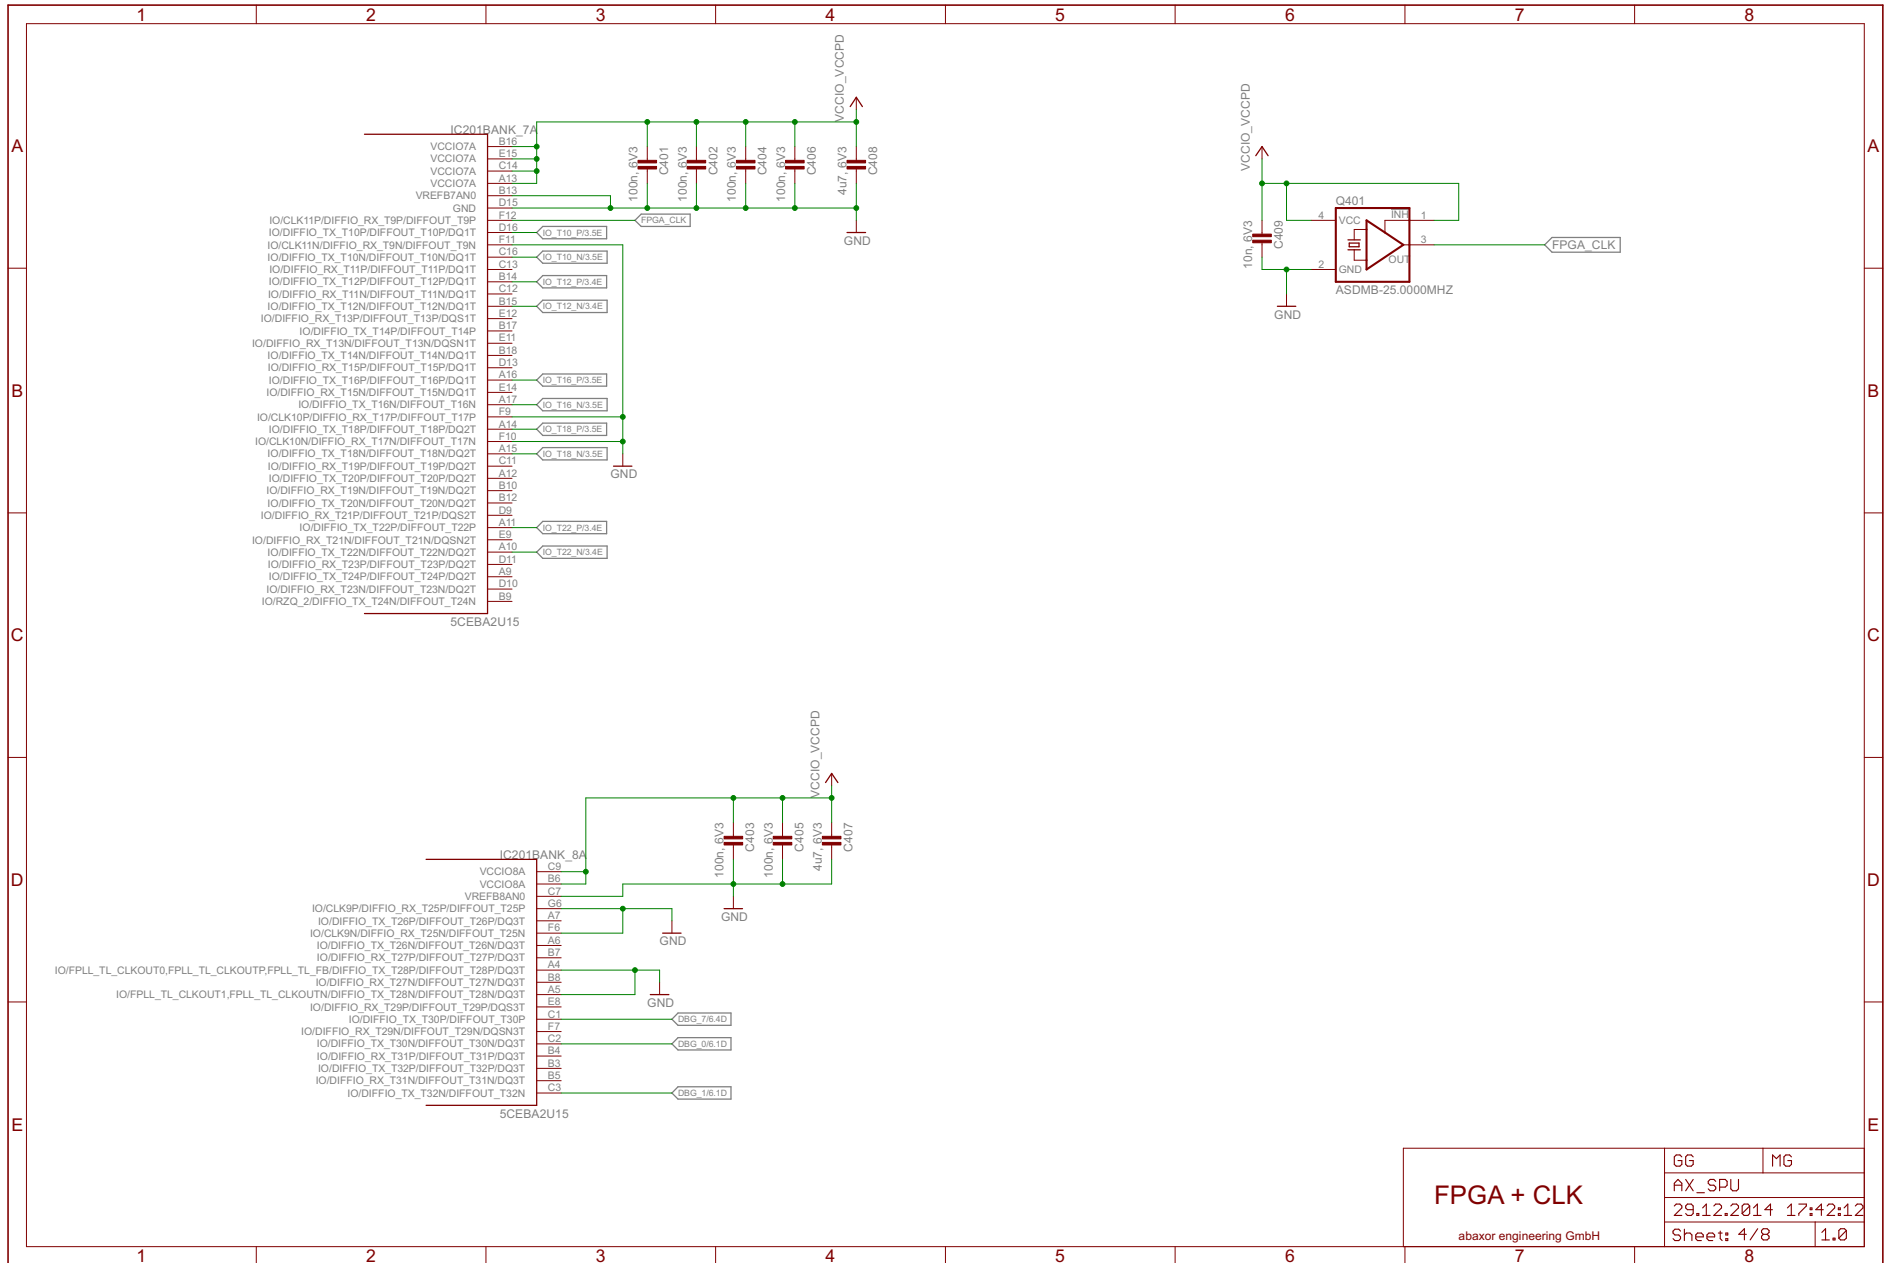 1 2 3 4 5 6 7 8
A A
B B
C C
D D
E E
VCCIO_VCCPD
IC201BANK_7A
VCCIO7A B16
VCCIO7A E15
VCCIO7A C14
VCCIO7A A13
VREFB7AN0 B13
GND D15
IO/CLK11P/DIFFIO_RX_T9P/DIFFOUT_T9P F12 FPGA_CLK
IO/DIFFIO_TX_T10P/DIFFOUT_T10P/DQ1T D16 IO_T10_P/3.5E
IO/CLK11N/DIFFIO_RX_T9N/DIFFOUT_T9N F11
IO/DIFFIO_TX_T10N/DIFFOUT_T10N/DQ1T C16 IO_T10_N/3.5E
IO/DIFFIO_RX_T11P/DIFFOUT_T11P/DQ1T C13
IO/DIFFIO_TX_T12P/DIFFOUT_T12P/DQ1T B14 IO_T12_P/3.4E
IO/DIFFIO_RX_T11N/DIFFOUT_T11N/DQ1T C12
IO/DIFFIO_TX_T12N/DIFFOUT_T12N/DQ1T B15 IO_T12_N/3.4E
IO/DIFFIO_RX_T13P/DIFFOUT_T13P/DQS1T E12
IO/DIFFIO_TX_T14P/DIFFOUT_T14P B17
IO/DIFFIO_RX_T13N/DIFFOUT_T13N/DQSN1T E11
IO/DIFFIO_TX_T14N/DIFFOUT_T14N/DQ1T B18
IO/DIFFIO_RX_T15P/DIFFOUT_T15P/DQ1T D13
IO/DIFFIO_TX_T16P/DIFFOUT_T16P/DQ1T A16 IO_T16_P/3.5E
IO/DIFFIO_RX_T15N/DIFFOUT_T15N/DQ1T E14
IO/DIFFIO_TX_T16N/DIFFOUT_T16N A17 IO_T16_N/3.5E
IO/CLK10P/DIFFIO_RX_T17P/DIFFOUT_T17P F9
IO/DIFFIO_TX_T18P/DIFFOUT_T18P/DQ2T A14 IO_T18_P/3.5E
IO/CLK10N/DIFFIO_RX_T17N/DIFFOUT_T17N F10
IO/DIFFIO_TX_T18N/DIFFOUT_T18N/DQ2T A15 IO_T18_N/3.5E
IO/DIFFIO_RX_T19P/DIFFOUT_T19P/DQ2T C11
IO/DIFFIO_TX_T20P/DIFFOUT_T20P/DQ2T A12
IO/DIFFIO_RX_T19N/DIFFOUT_T19N/DQ2T B10
IO/DIFFIO_TX_T20N/DIFFOUT_T20N/DQ2T B12
IO/DIFFIO_RX_T21P/DIFFOUT_T21P/DQS2T D9
IO/DIFFIO_TX_T22P/DIFFOUT_T22P A11 IO_T22_P/3.4E
IO/DIFFIO_RX_T21N/DIFFOUT_T21N/DQSN2T E9
IO/DIFFIO_TX_T22N/DIFFOUT_T22N/DQ2T A10 IO_T22_N/3.4E
IO/DIFFIO_RX_T23P/DIFFOUT_T23P/DQ2T D11
IO/DIFFIO_TX_T24P/DIFFOUT_T24P/DQ2T A9
IO/DIFFIO_RX_T23N/DIFFOUT_T23N/DQ2T D10
IO/RZQ_2/DIFFIO_TX_T24N/DIFFOUT_T24N B9
5CEBA2U15
GND
100n, 6V3 C401
100n, 6V3 C402
100n, 6V3 C404
100n, 6V3 C406
4u7, 6V3 C408
GND
VCCIO_VCCPD
10n, 6V3 C409
Q401
4 VCC INH 1
OUT 3
2 GND
ASDMB-25.0000MHZ
FPGA_CLK
GND
VCCIO_VCCPD
100n, 6V3 C403
100n, 6V3 C405
4u7, 6V3 C407
GND
IC201BANK_8A
VCCIO8A C9
VCCIO8A B6
VREFB8AN0 C7
IO/CLK9P/DIFFIO_RX_T25P/DIFFOUT_T25P G6
IO/DIFFIO_TX_T26P/DIFFOUT_T26P/DQ3T A7
IO/CLK9N/DIFFIO_RX_T25N/DIFFOUT_T25N F6
GND
IO/DIFFIO_TX_T26N/DIFFOUT_T26N/DQ3T A6
IO/DIFFIO_RX_T27P/DIFFOUT_T27P/DQ3T B7
IO/FPLL_TL_CLKOUT0,FPLL_TL_CLKOUTP,FPLL_TL_FB/DIFFIO_TX_T28P/DIFFOUT_T28P/DQ3T A4
IO/DIFFIO_RX_T27N/DIFFOUT_T27N/DQ3T B8
IO/FPLL_TL_CLKOUT1,FPLL_TL_CLKOUTN/DIFFIO_TX_T28N/DIFFOUT_T28N/DQ3T A5
GND
IO/DIFFIO_RX_T29P/DIFFOUT_T29P/DQS3T E8
IO/DIFFIO_TX_T30P/DIFFOUT_T30P C1 DBG_7/6.4D
IO/DIFFIO_RX_T29N/DIFFOUT_T29N/DQSN3T F7
IO/DIFFIO_TX_T30N/DIFFOUT_T30N/DQ3T C2 DBG_0/6.1D
IO/DIFFIO_RX_T31P/DIFFOUT_T31P/DQ3T B4
IO/DIFFIO_TX_T32P/DIFFOUT_T32P/DQ3T B3
IO/DIFFIO_RX_T31N/DIFFOUT_T31N/DQ3T B5
IO/DIFFIO_TX_T32N/DIFFOUT_T32N C3 DBG_1/6.1D
5CEBA2U15
FPGA + CLK
abaxor engineering GmbH
GG MG
AX_SPU
29.12.2014 17:42:12
Sheet: 4/8 1.0
1 2 3 4 5 6 7 8